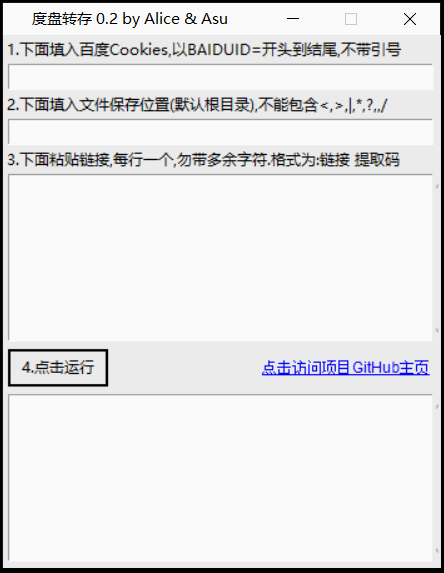 度盘转存 0.2 by Alice & Asu
1.下面填入百度Cookies,以BAIDUID=开头到结尾,不带引号
2.下面填入文件保存位置(默认根目录),不能包含<,>,|,*,?,,/
3.下面粘贴链接,每行一个,勿带多余字符.格式为:链接 提取码
4.点击运行
点击访问项目GitHub主页